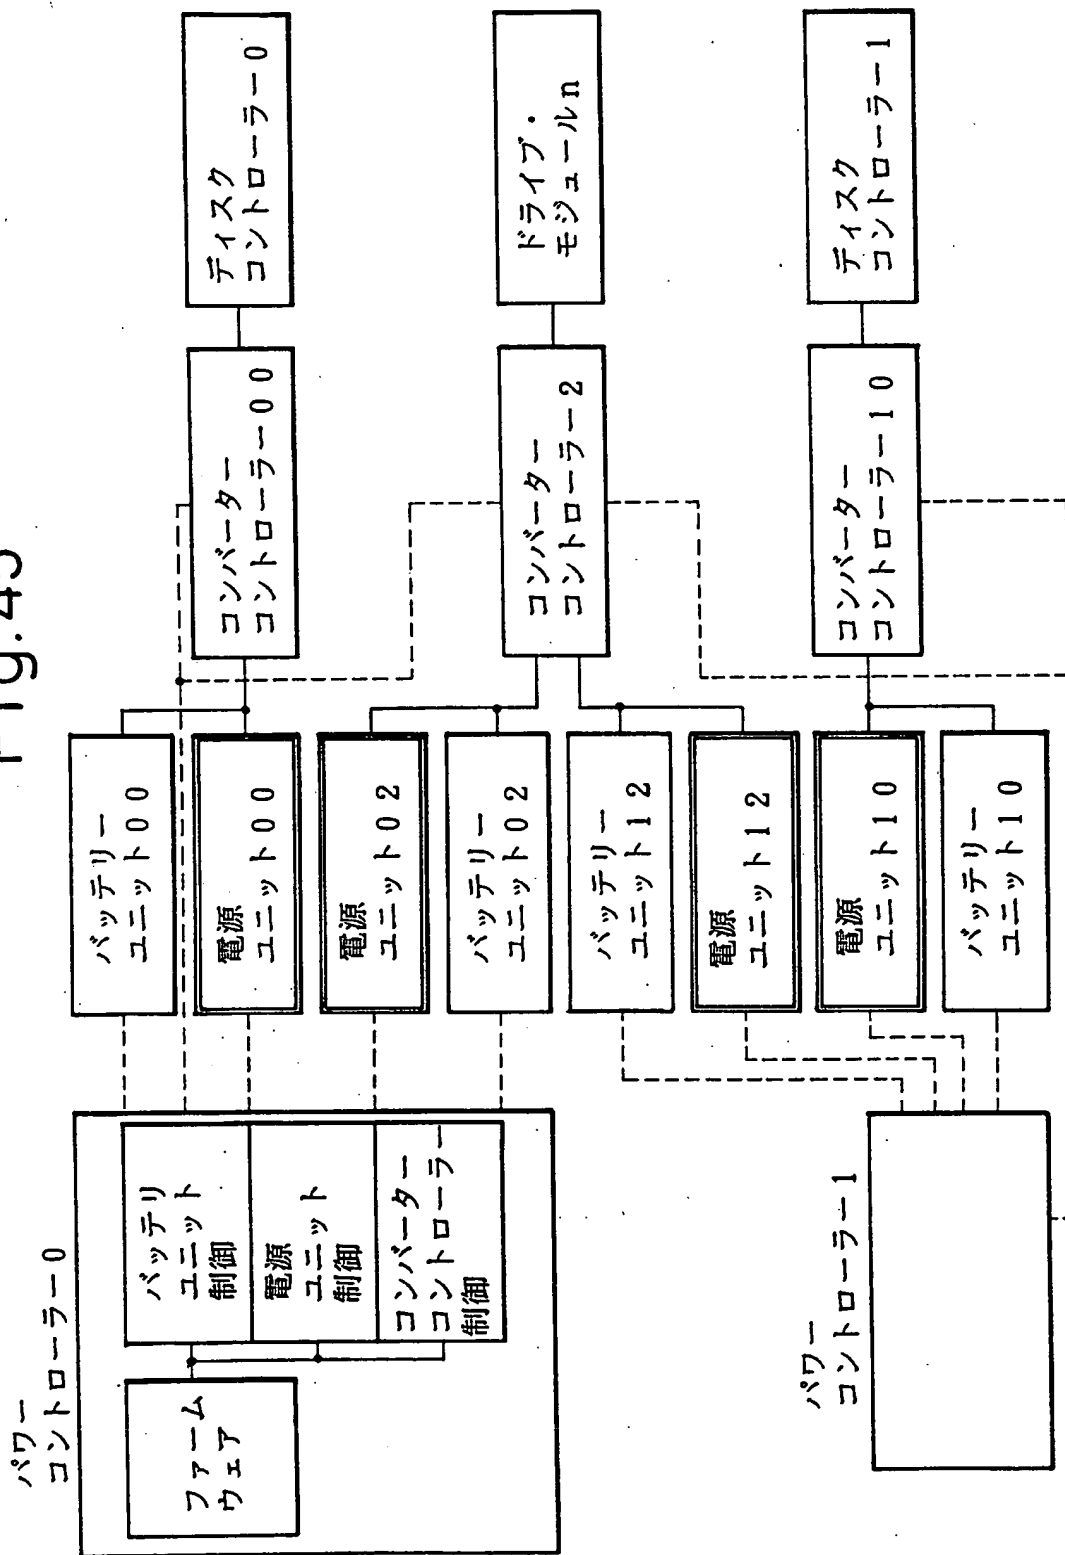 Fig.45
パワー
コントローラー0
ファーム
ウェア
バッテリ
ユニット
制御
電源
ユニット
制御
コンバーター
コントローラー
制御
パワー
コントローラー1
バッテリー
ユニット00
電源
ユニット00
電源
ユニット02
バッテリー
ユニット02
バッテリー
ユニット12
電源
ユニット12
電源
ユニット10
バッテリー
ユニット10
コンバーター
コントローラー00
コンバーター
コントローラー2
コンバーター
コントローラー10
ディスク
コントローラー0
ドライブ・
モジュールn
ディスク
コントローラー1